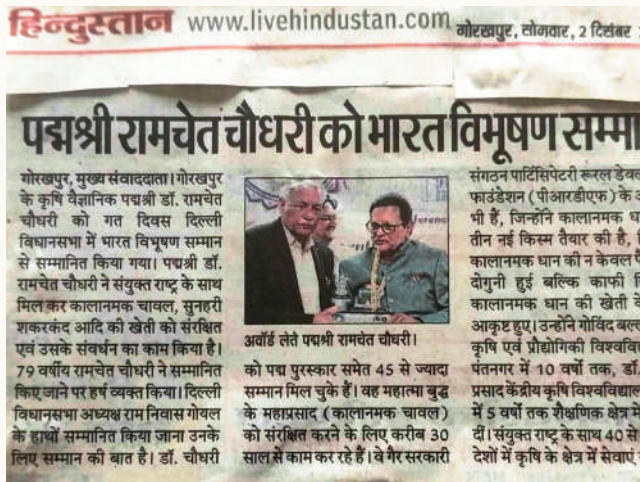 हिन्दुस्तान www.livehindustan.com
गोरखपुर, सोमवार, 2 दिसंबर
पद्मश्री रामचेत चौधरी को भारत विभूषण सम्मा
गोरखपुर, मुख्य संवाददाता। गोरखपुर
के कृषि वैज्ञानिक पद्मश्री डॉ. रामचेत
चौधरी को गत दिवस दिल्ली
विधानसभा में भारत विभूषण सम्मान
से सम्मानित किया गया। पद्मश्री डॉ.
रामचेत चौधरी ने संयुक्त राष्ट्र के साथ
मिल कर कालानमक चावल, सुनहरी
शकरकंद आदि की खेती को संरक्षित
एवं उसके संवर्धन का काम किया है।
79 वर्षीय रामचेत चौधरी ने सम्मानित
किए जाने पर हर्ष व्यक्त किया। दिल्ली
विधानसभा अध्यक्ष राम निवास गोयल
के हाथों सम्मानित किया जाना उनके
लिए सम्मान की बात है। डॉ. चौधरी
अवॉर्ड लेते पद्मश्री रामचेत चौधरी।
को पद्म पुरस्कार समेत 45 से ज्यादा
सम्मान मिल चुके हैं। वह महात्मा बुद्ध
के महाप्रसाद (कालानमक चावल)
को संरक्षित करने के लिए करीब 30
साल से काम कर रहे हैं। वे गैर सरकारी
संगठन पार्टिसिपेटरी रूरल डेवल
फाउंडेशन (पीआरडीएफ) के
भी हैं, जिन्होंने कालानमक
तीन नई किस्म तैयार की है,
कालानमक धान की न केवल
दोगुनी हुई बल्कि काफी
कालानमक धान की खेती
आकृष्ट हुए। उन्होंने गोविंद बल्ल
कृषि एवं प्रौद्योगिकी विश्ववि
पंतनगर में 10 वर्षों तक, डॉ.
प्रसाद केंद्रीय कृषि विश्वविद्या
में 5 वर्षों तक शैक्षणिक क्षेत्र
दीं। संयुक्त राष्ट्र के साथ 40 से
देशों में कृषि के क्षेत्र में सेवाएं